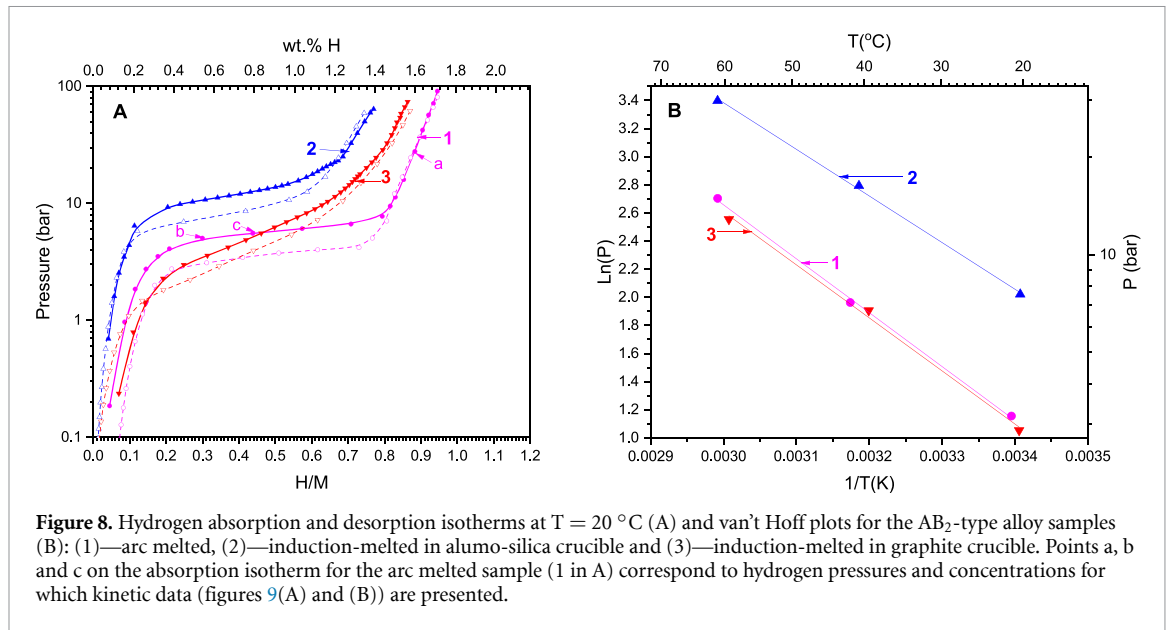 wt.% H
0.0 0.2 0.4 0.6 0.8 1.0 1.2 1.4 1.6 1.8 2.0
100
10
1
0.1
Pressure (bar)
A
2
1
a
3
b
c
0.0 0.1 0.2 0.3 0.4 0.5 0.6 0.7 0.8 0.9 1.0 1.1 1.2
H/M
T(°C)
70 60 50 40 30 20
3.4
3.2
3.0
2.8
2.6
2.4
2.2
2.0
1.8
1.6
1.4
1.2
1.0
Ln(P)
B
2
1
3
10
P (bar)
0.0029 0.0030 0.0031 0.0032 0.0033 0.0034 0.0035
1/T(K)
Figure 8. Hydrogen absorption and desorption isotherms at T = 20 °C (A) and van't Hoff plots for the AB₂-type alloy samples
(B): (1)—arc melted, (2)—induction-melted in alumo-silica crucible and (3)—induction-melted in graphite crucible. Points a, b
and c on the absorption isotherm for the arc melted sample (1 in A) correspond to hydrogen pressures and concentrations for
which kinetic data (figures 9(A) and (B)) are presented.